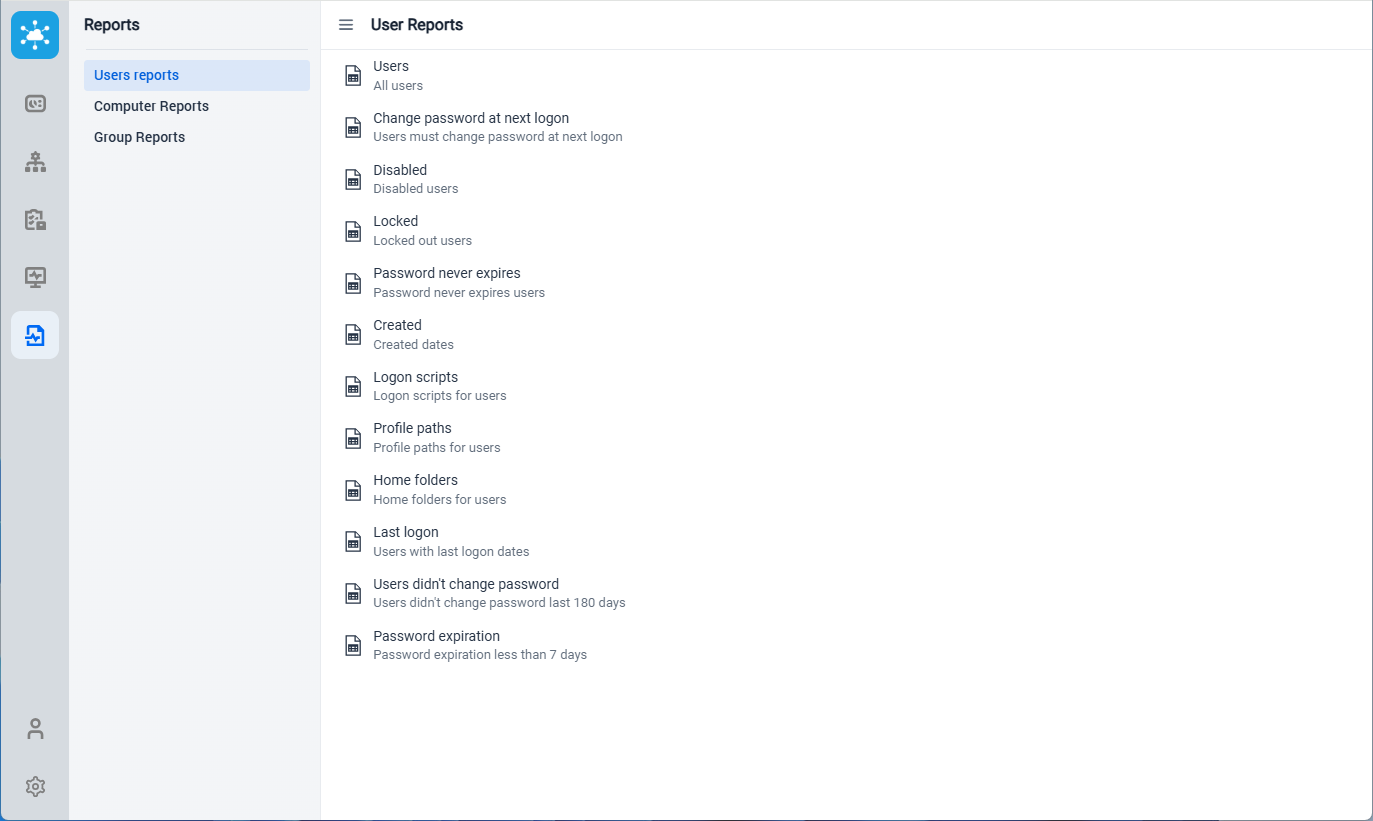 Reports
User Reports
Users reports
Computer Reports
Group Reports
Users
All users
Change password at next logon
Users must change password at next logon
Disabled
Disabled users
Locked
Locked out users
Password never expires
Password never expires users
Created
Created dates
Logon scripts
Logon scripts for users
Profile paths
Profile paths for users
Home folders
Home folders for users
Last logon
Users with last logon dates
Users didn't change password
Users didn't change password last 180 days
Password expiration
Password expiration less than 7 days